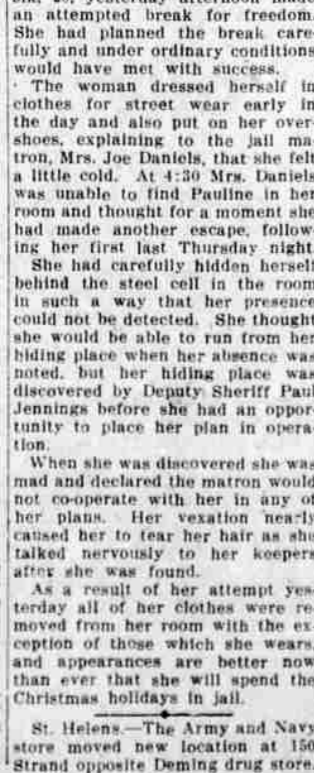 yesterday afternoon made
an attempted break for freedom.
She had planned the break care-
fully and under ordinary conditions
would have met with success.
The woman dressed herself in
clothes for street wear early in
the day and also put on her over-
shoes, explaining to the jail ma-
tron, Mrs. Joe Daniels, that she felt
a little cold. At 4:30 Mrs. Daniels
was unable to find Pauline in her
room and thought for a moment she
had made another escape, follow-
ing her first last Thursday night.
She had carefully hidden herself
behind the steel cell in the room
in such a way that her presence
could not be detected. She thought
she would be able to run from her
hiding place when her absence was
noted, but her hiding place was
discovered by Deputy Sheriff Paul
Jennings before she had an oppor-
tunity to place her plan in opera-
tion.
When she was discovered she was
mad and declared the matron would
not co-operate with her in any of
her plans. Her vexation nearly
caused her to tear her hair as she
talked nervously to her keepers
after she was found.
As a result of her attempt yes-
terday all of her clothes were re-
moved from her room with the ex-
ception of those which she wears,
and appearances are better now
than ever that she will spend the
Christmas holidays in jail.
St. Helens.—The Army and Navy
store moved new location at 150
Strand opposite Deming drug store.